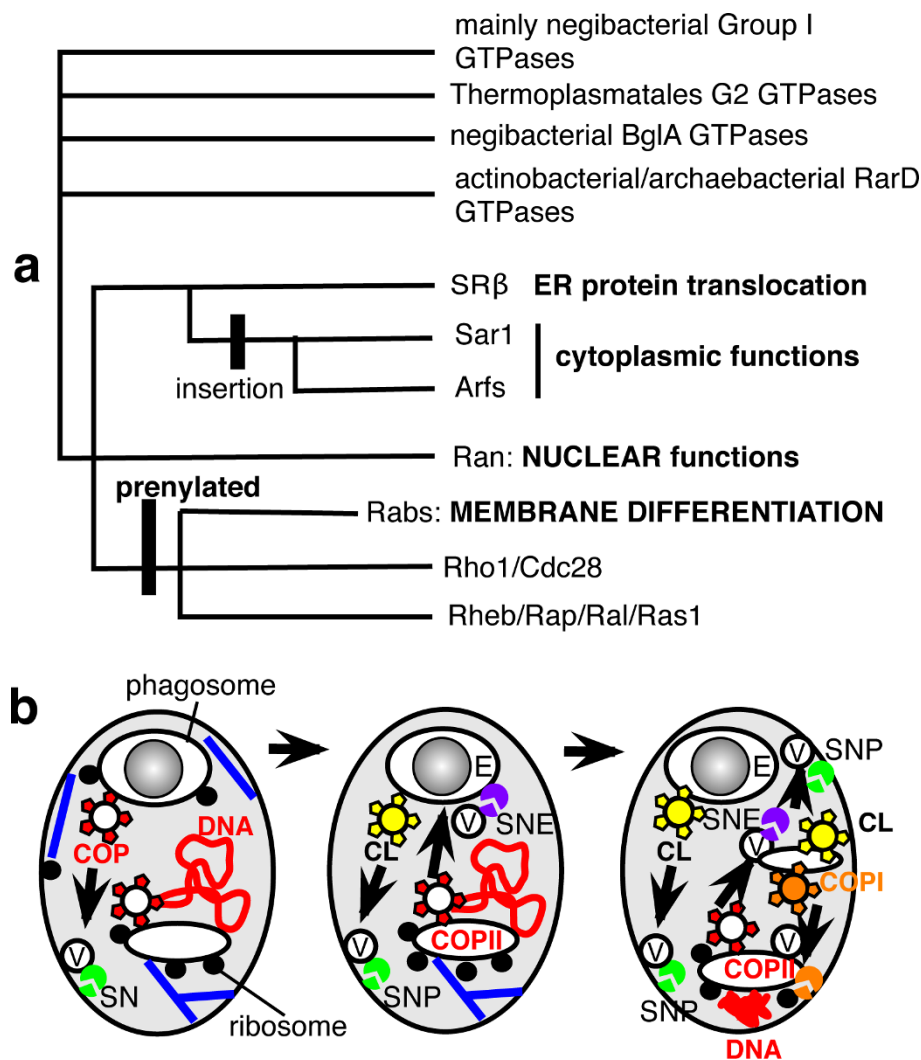 mainly negibacterial Group I
GTPases
Thermoplasmatales G2 GTPases
negibacterial BglA GTPases
actinobacterial/archaebacterial RarD
GTPases
a
SRβ ER protein translocation
Sar1
cytoplasmic functions
insertion
Arfs
Ran: NUCLEAR functions
prenylated
Rabs: MEMBRANE DIFFERENTIATION
Rho1/Cdc28
Rheb/Rap/Ral/Ras1
b
phagosome
COP
DNA
V
SN
ribosome
E
V
SNE
CL
DNA
COPII
V
SNP
V
SNP
E
SNE
CL
CL
V
COPI
V
COPII
V
SNP
DNA